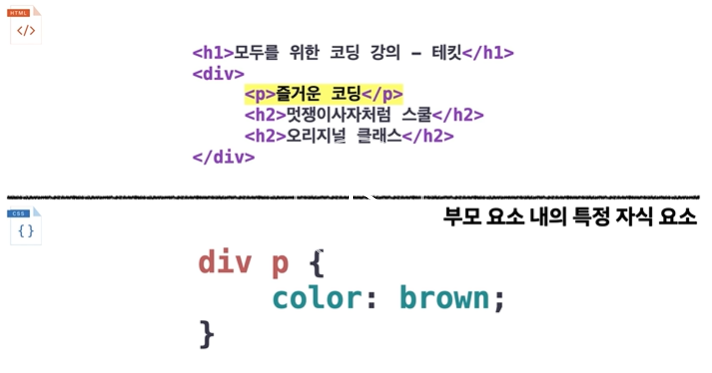 HTML
</>
<h1>모두를 위한 코딩 강의 - 테킷</h1>
<div>
<p>즐거운 코딩</p>
<h2>멋쟁이사자처럼 스쿨</h2>
<h2>오리지널 클래스</h2>
</div>
CSS
{ }
부모 요소 내의 특정 자식 요소
div p {
color: brown;
}